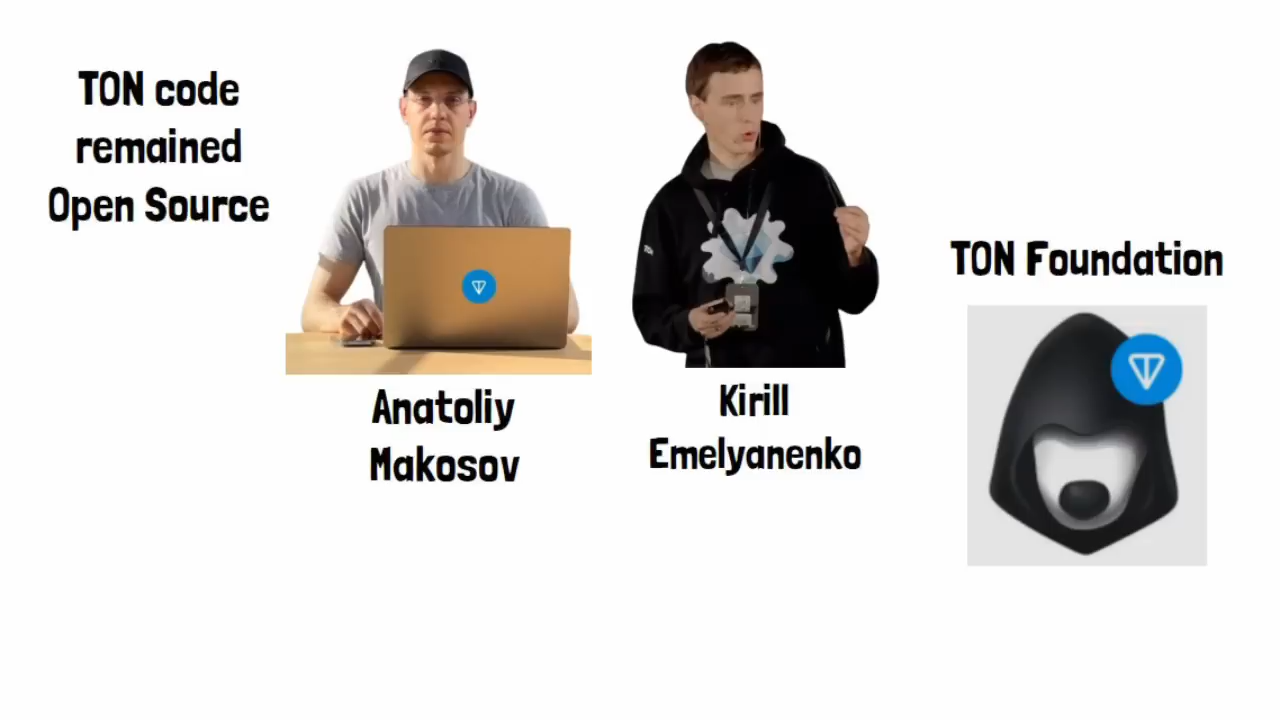 TON code
remained
Open Source
Anatoliy
Makosov
Kirill
Emelyanenko
TON Foundation